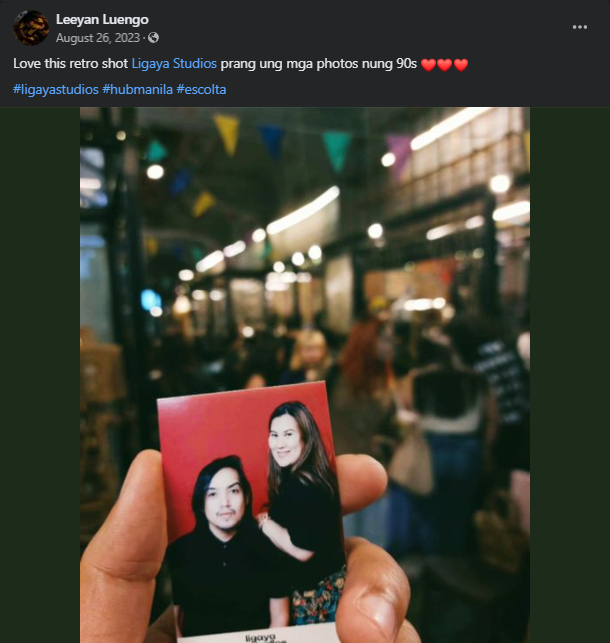 Leeyan Luengo
August 26, 2023 ·
Love this retro shot Ligaya Studios prang ung mga photos nung 90s ❤️❤️❤️
#ligayastudios #hubmanila #escolta
ligaya